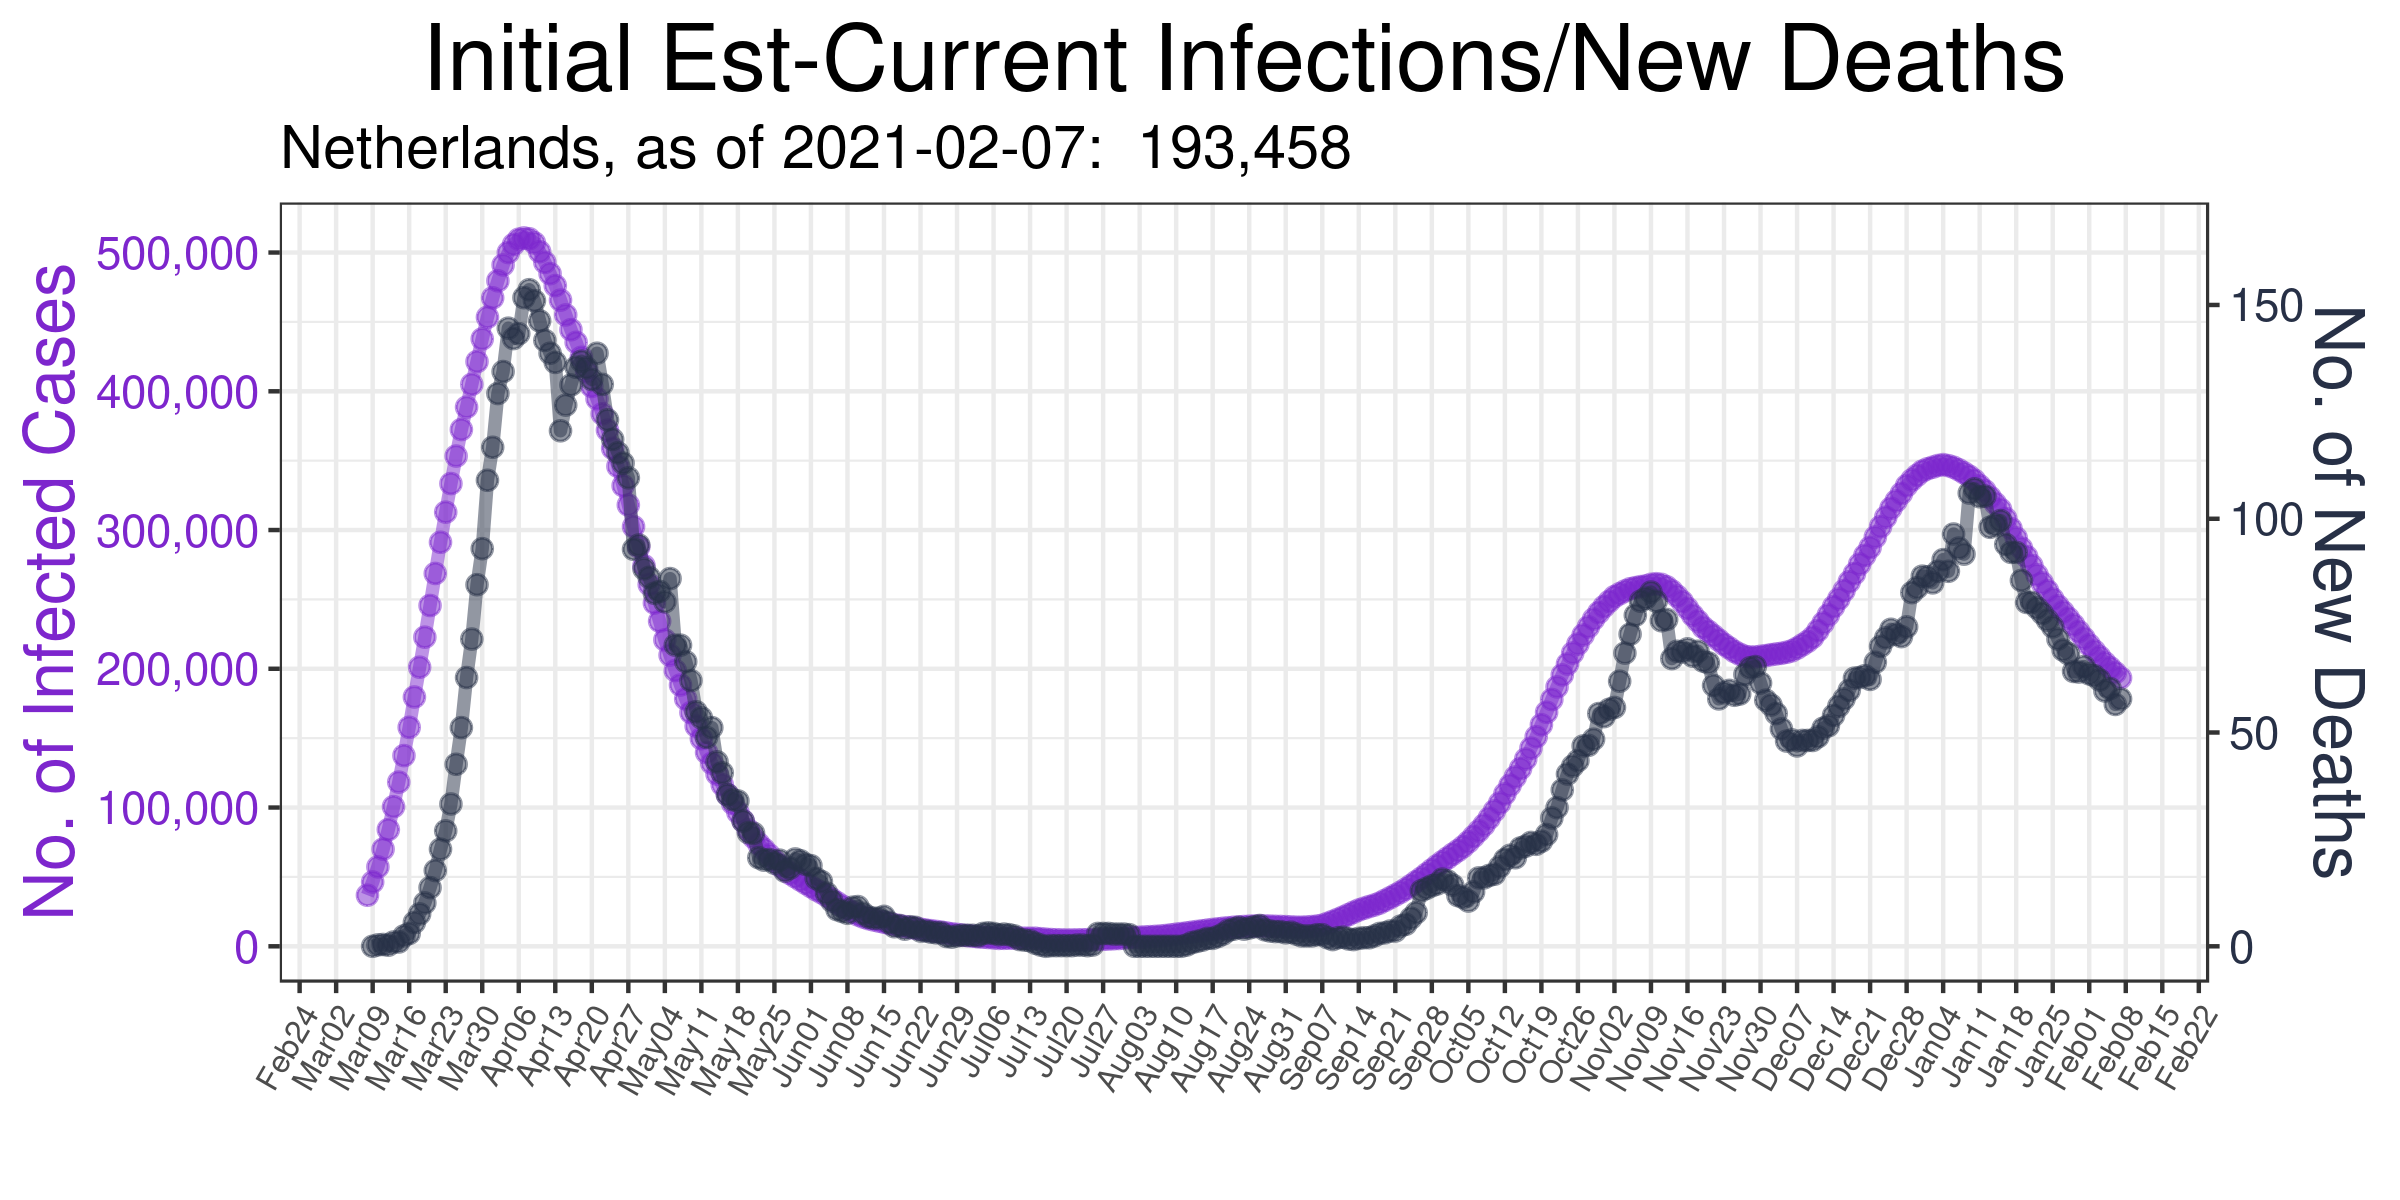 Initial Est-Current Infections/New Deaths
Netherlands, as of 2021-02-07:  193,458
No. of Infected Cases
500,000
400,000
300,000
200,000
100,000
0
150
100
50
0
No. of New Deaths
Feb24
Mar02
Mar09
Mar16
Mar23
Mar30
Apr06
Apr13
Apr20
Apr27
May04
May11
May18
May25
Jun01
Jun08
Jun15
Jun22
Jun29
Jul06
Jul13
Jul20
Jul27
Aug03
Aug10
Aug17
Aug24
Aug31
Sep07
Sep14
Sep21
Sep28
Oct05
Oct12
Oct19
Oct26
Nov02
Nov09
Nov16
Nov23
Nov30
Dec07
Dec14
Dec21
Dec28
Jan04
Jan11
Jan18
Jan25
Feb01
Feb08
Feb15
Feb22